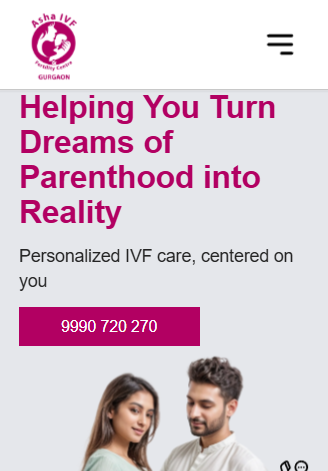 Asha IVF
Fertility Centre
GURGAON
Helping You Turn
Dreams of
Parenthood into
Reality
Personalized IVF care, centered on
you
9990 720 270